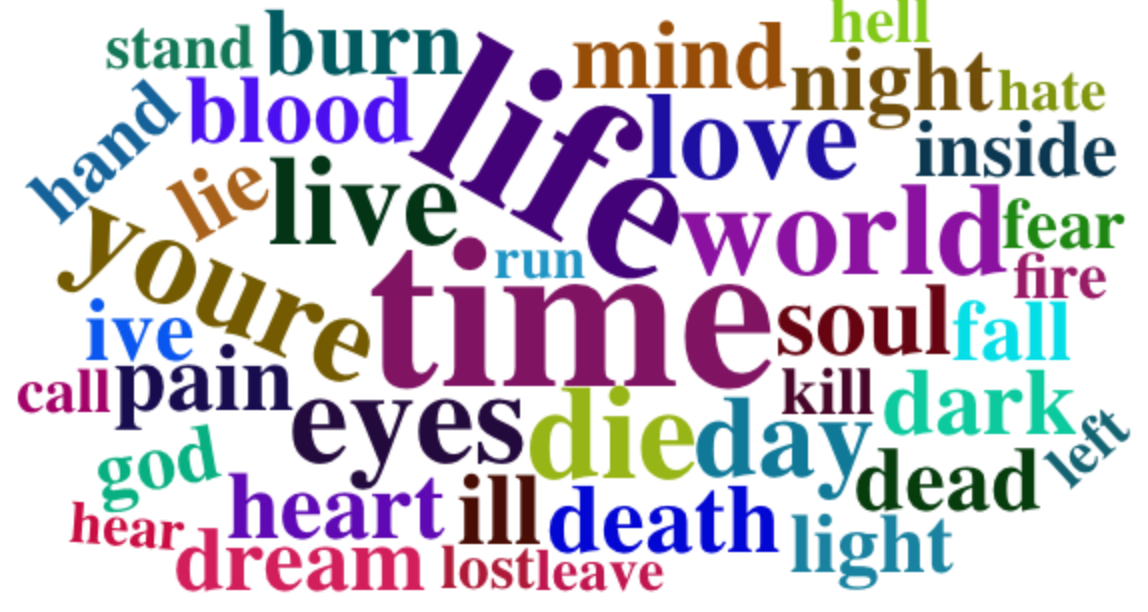 hell
stand burn life mind night hate
hand blood love inside
lie live world fear
youre run fire
time soul fall
ive
call pain kill dark
eyes die day left
god dead
heart ill death light
hear
dream lost leave